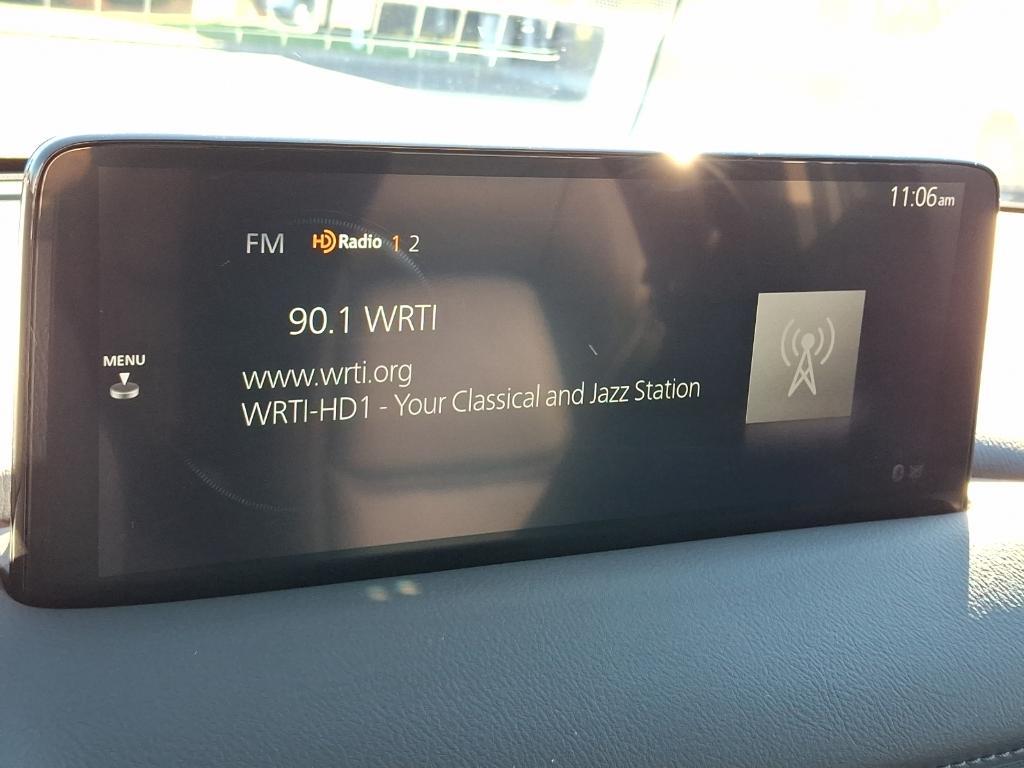 11:06am
FM HD Radio 1 2
90.1 WRTI
MENU
www.wrti.org
WRTI-HD1 - Your Classical and Jazz Station